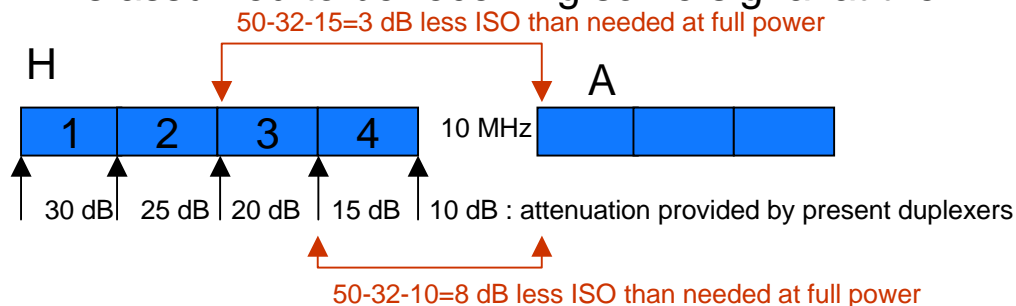 50-32-15=3 dB less ISO than needed at full power
H
A
1 2 3 4 10 MHz
30 dB 25 dB 20 dB 15 dB 10 dB : attenuation provided by present duplexers
50-32-10=8 dB less ISO than needed at full power